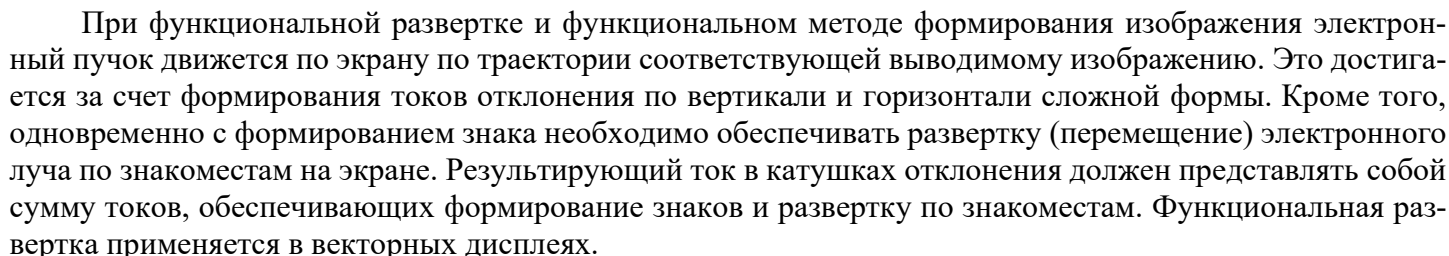 При функциональной развертке и функциональном методе формирования изображения электрон-
ный пучок движется по экрану по траектории соответствующей выводимому изображению. Это достига-
ется за счет формирования токов отклонения по вертикали и горизонтали сложной формы. Кроме того,
одновременно с формированием знака необходимо обеспечивать развертку (перемещение) электронного
луча по знакоместам на экране. Результирующий ток в катушках отклонения должен представлять собой
сумму токов, обеспечивающих формирование знаков и развертку по знакоместам. Функциональная раз-
вертка применяется в векторных дисплеях.